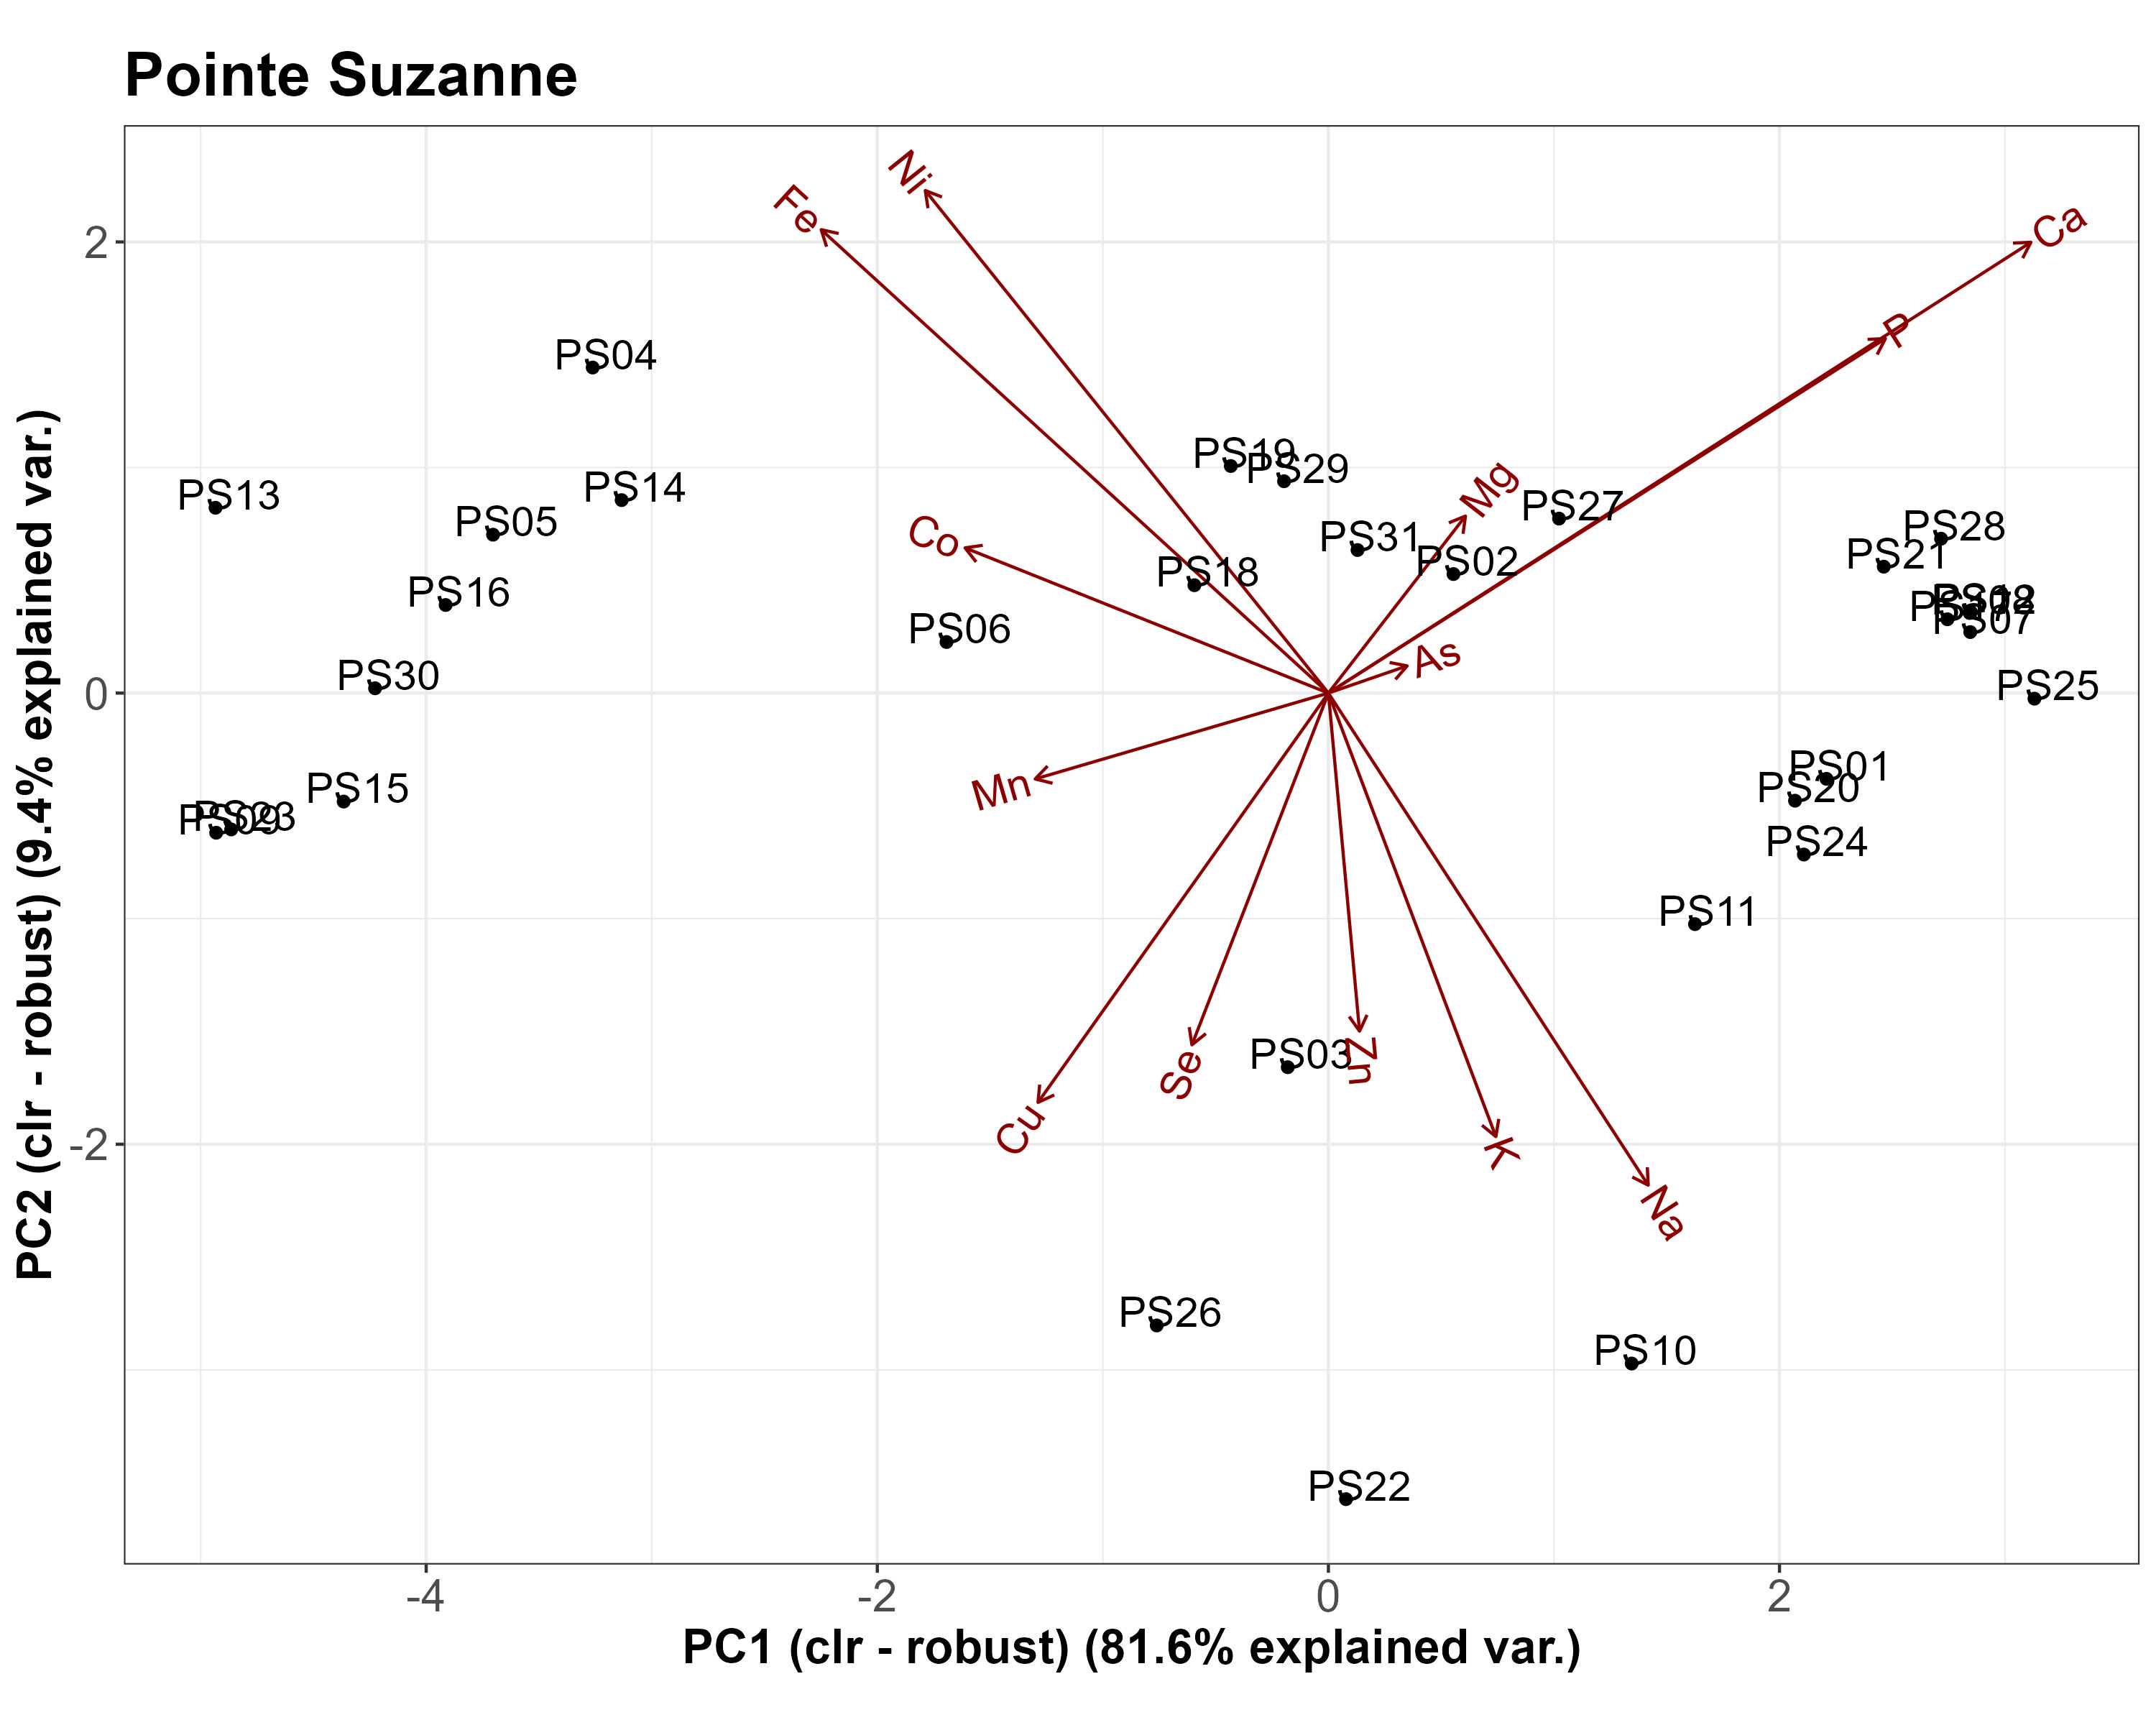 Pointe Suzanne
Ni
Fe
Ca
2
P
PS04
PS19
PS29
Mg
PS13
PS14
PS27
PS05
Co
PS31
PS28
PS02
PS21
PS18
PS16
PS07
PS06
As
PS30
0
PS25
PS01
Mn
PS15
PS20
PS24
PS11
Se
PS03
Zn
Cu
-2
K
Na
PS26
PS10
PS22
-4
-2
0
2
PC1 (clr - robust) (81.6% explained var.)
PC2 (clr - robust) (9.4% explained var.)